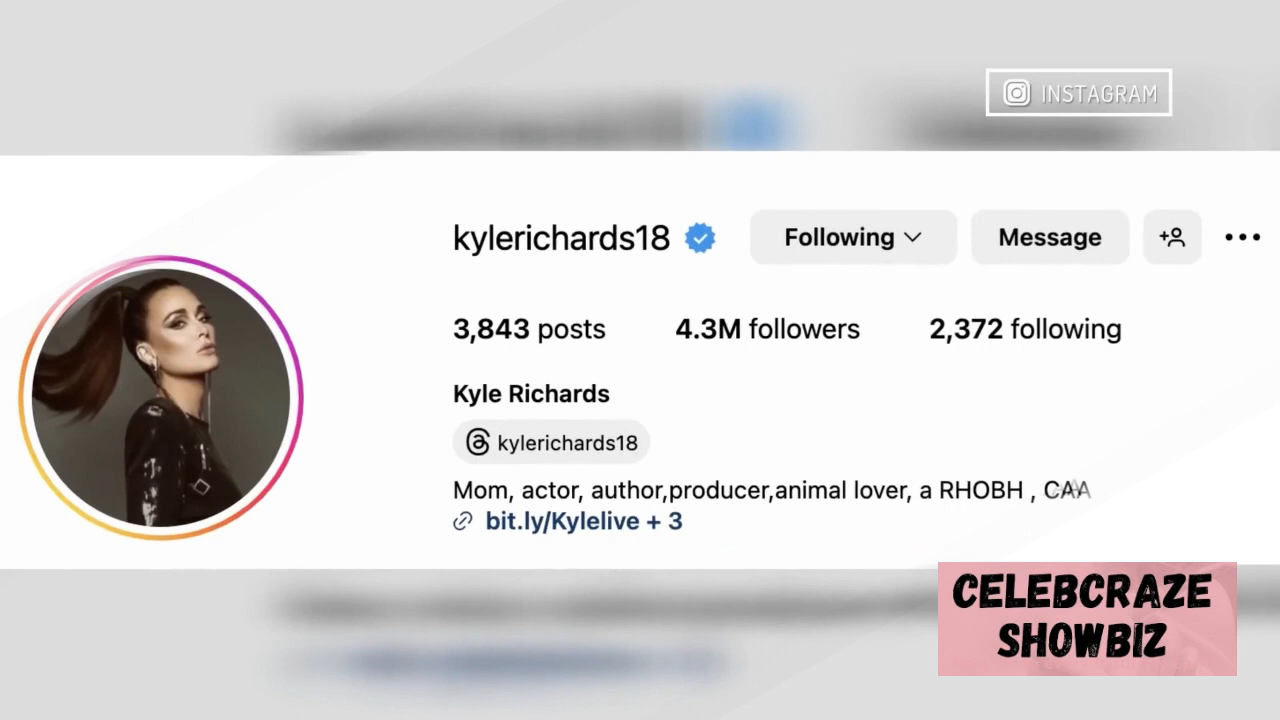 INSTAGRAM
kylerichards18 Following Message
3,843 posts 4.3M followers 2,372 following
Kyle Richards
kylerichards18
Mom, actor, author,producer,animal lover, a RHOBH , CAA
bit.ly/Kylelive + 3
CELEBCRAZE
SHOWBIZ